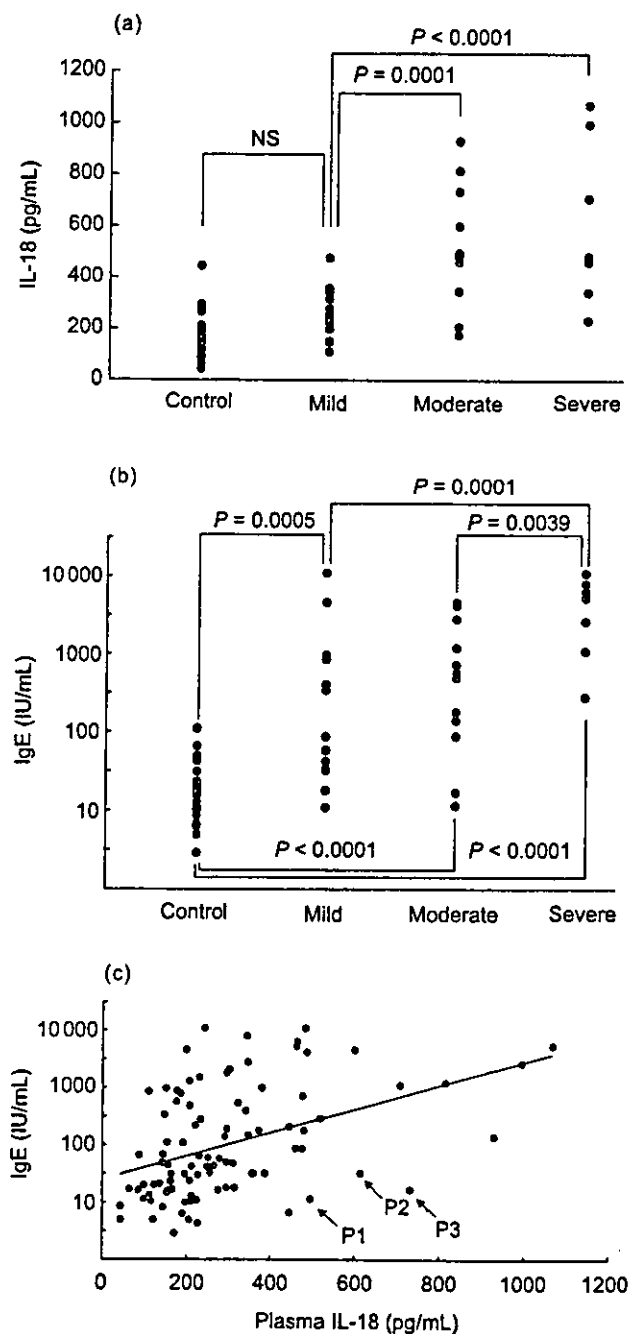 (a)
P < 0.0001
P = 0.0001
NS
1200
1000
800
600
400
200
0
IL-18 (pg/mL)
Control Mild Moderate Severe
(b)
P = 0.0001
P = 0.0005
P = 0.0039
10 000
1000
100
10
IgE (IU/mL)
P < 0.0001
P < 0.0001
Control Mild Moderate Severe
(c)
10 000
1000
100
10
IgE (IU/mL)
P1
P2
P3
0 200 400 600 800 1000 1200
Plasma IL-18 (pg/mL)